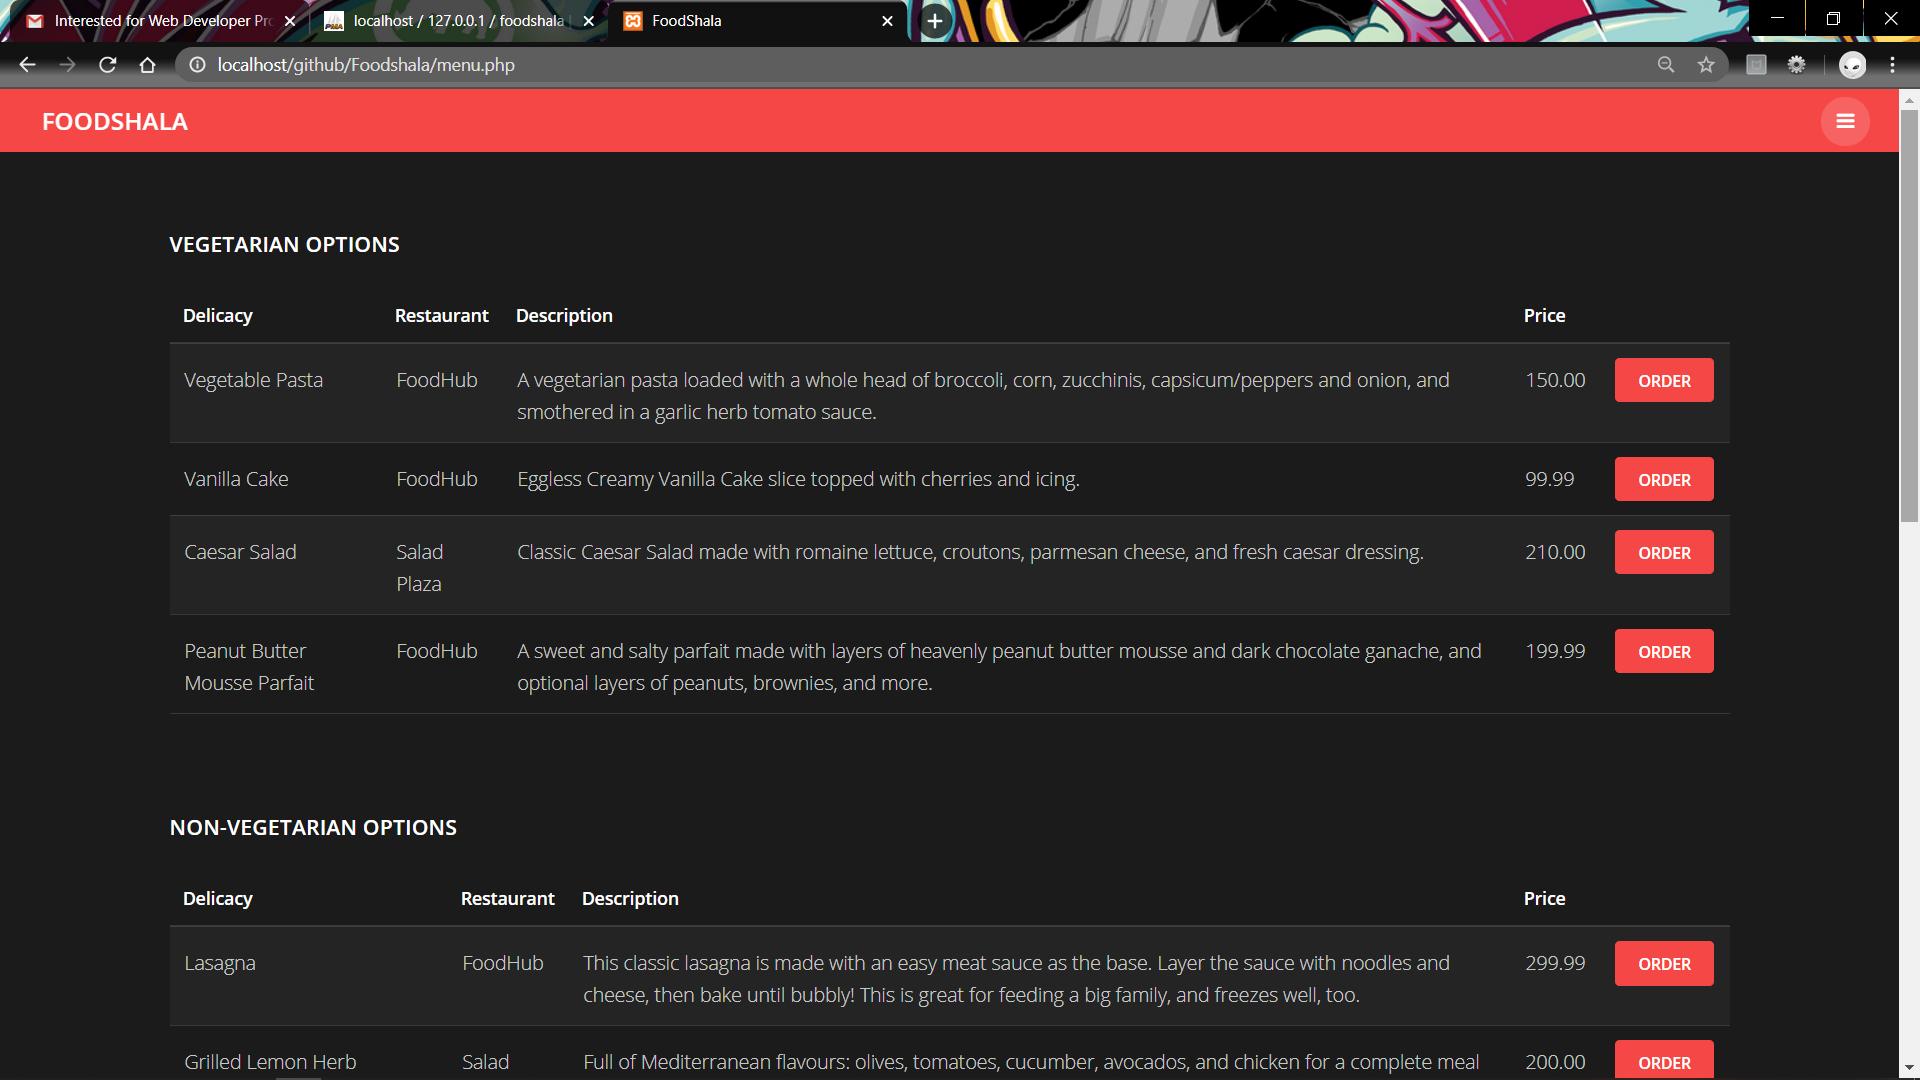 Interested for Web Developer Pro
localhost / 127.0.0.1 / foodshala
FoodShala
localhost/github/Foodshala/menu.php
FOODSHALA
VEGETARIAN OPTIONS
Delicacy Restaurant Description Price
Vegetable Pasta FoodHub A vegetarian pasta loaded with a whole head of broccoli, corn, zucchinis, capsicum/peppers and onion, and 150.00 ORDER
smothered in a garlic herb tomato sauce.
Vanilla Cake FoodHub Eggless Creamy Vanilla Cake slice topped with cherries and icing. 99.99 ORDER
Caesar Salad Salad Classic Caesar Salad made with romaine lettuce, croutons, parmesan cheese, and fresh caesar dressing. 210.00 ORDER
Plaza
Peanut Butter FoodHub A sweet and salty parfait made with layers of heavenly peanut butter mousse and dark chocolate ganache, and 199.99 ORDER
Mousse Parfait optional layers of peanuts, brownies, and more.
NON-VEGETARIAN OPTIONS
Delicacy Restaurant Description Price
Lasagna FoodHub This classic lasagna is made with an easy meat sauce as the base. Layer the sauce with noodles and 299.99 ORDER
cheese, then bake until bubbly! This is great for feeding a big family, and freezes well, too.
Grilled Lemon Herb Salad Full of Mediterranean flavours: olives, tomatoes, cucumber, avocados, and chicken for a complete meal 200.00 ORDER